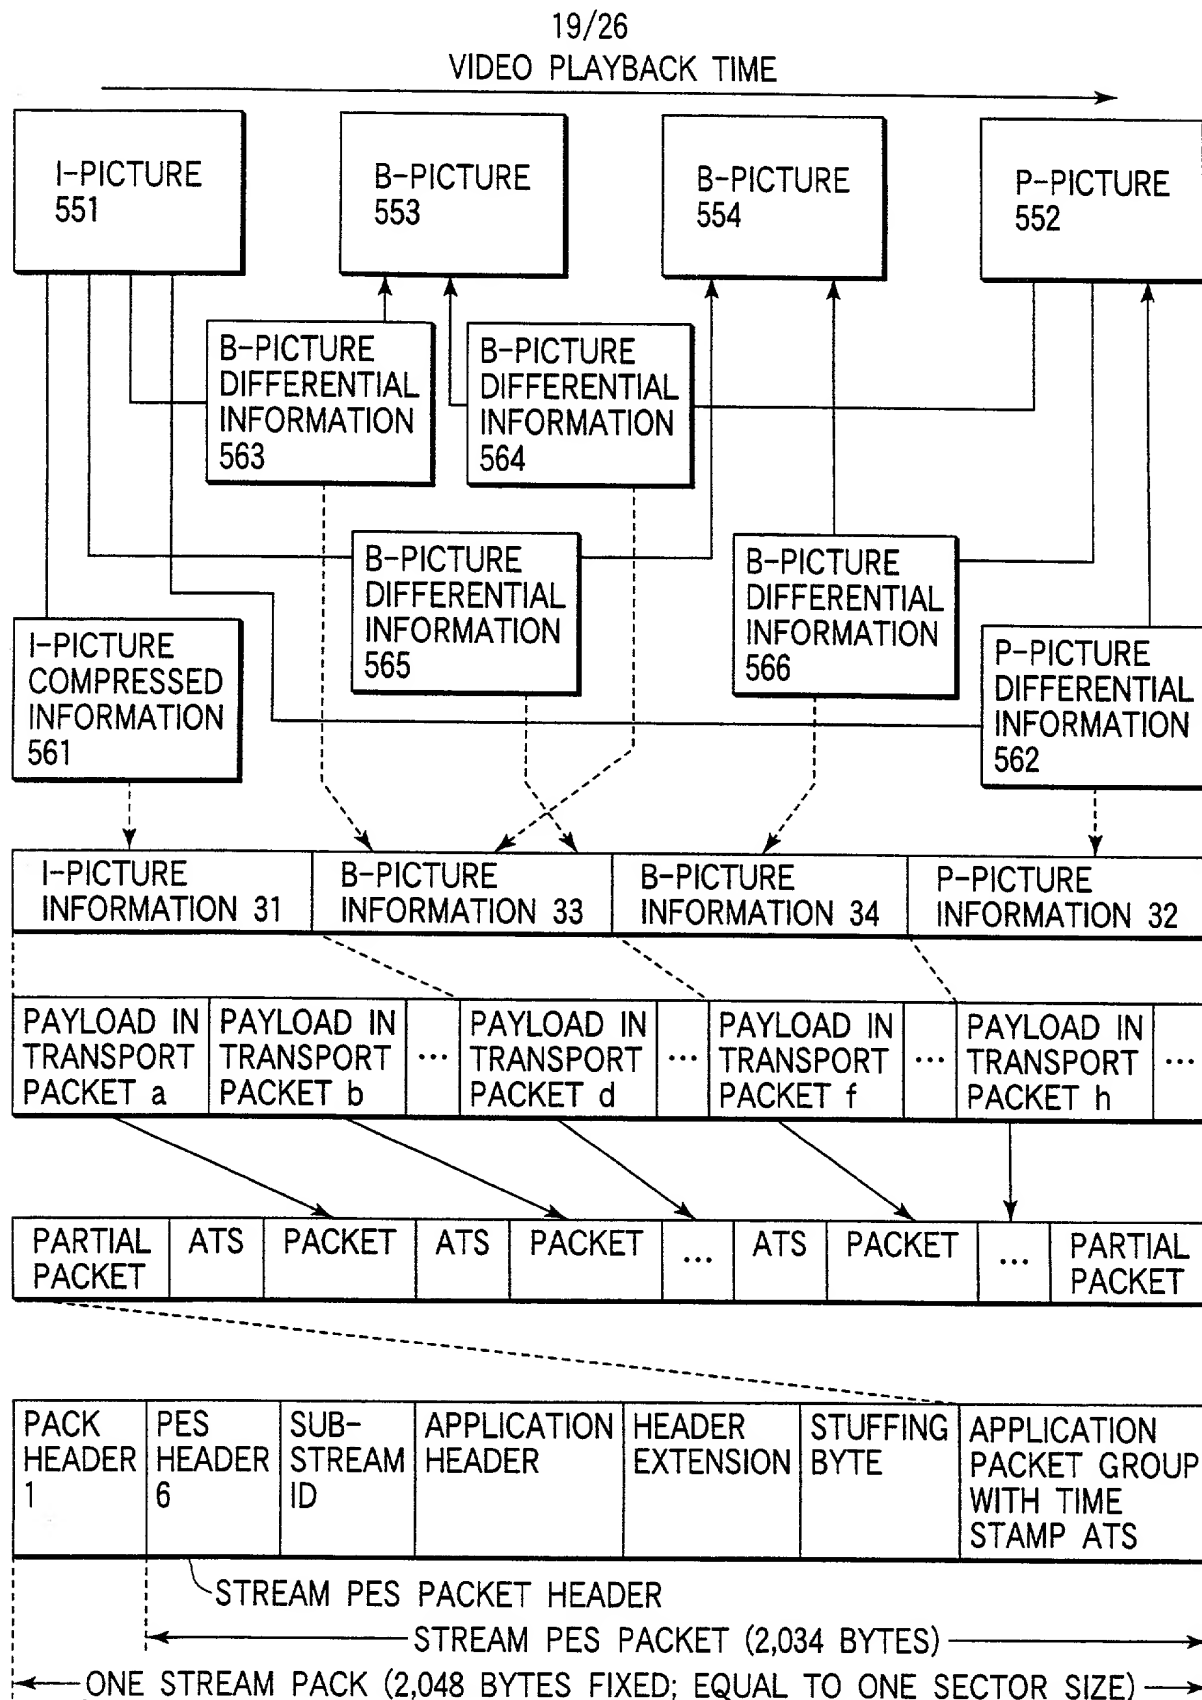 19/26
VIDEO PLAYBACK TIME
I-PICTURE
551
B-PICTURE
553
B-PICTURE
554
P-PICTURE
552
B-PICTURE
DIFFERENTIAL
INFORMATION
563
B-PICTURE
DIFFERENTIAL
INFORMATION
564
B-PICTURE
DIFFERENTIAL
INFORMATION
565
B-PICTURE
DIFFERENTIAL
INFORMATION
566
I-PICTURE
COMPRESSED
INFORMATION
561
P-PICTURE
DIFFERENTIAL
INFORMATION
562
I-PICTURE
INFORMATION 31
B-PICTURE
INFORMATION 33
B-PICTURE
INFORMATION 34
P-PICTURE
INFORMATION 32
PAYLOAD IN
TRANSPORT
PACKET a
PAYLOAD IN
TRANSPORT
PACKET b
...
PAYLOAD IN
TRANSPORT
PACKET d
...
PAYLOAD IN
TRANSPORT
PACKET f
...
PAYLOAD IN
TRANSPORT
PACKET h
...
PARTIAL
PACKET
ATS
PACKET
ATS
PACKET
...
ATS
PACKET
...
PARTIAL
PACKET
PACK
HEADER
1
PES
HEADER
6
SUB-
STREAM
ID
APPLICATION
HEADER
HEADER
EXTENSION
STUFFING
BYTE
APPLICATION
PACKET GROUP
WITH TIME
STAMP ATS
STREAM PES PACKET HEADER
STREAM PES PACKET (2,034 BYTES)
ONE STREAM PACK (2,048 BYTES FIXED; EQUAL TO ONE SECTOR SIZE)